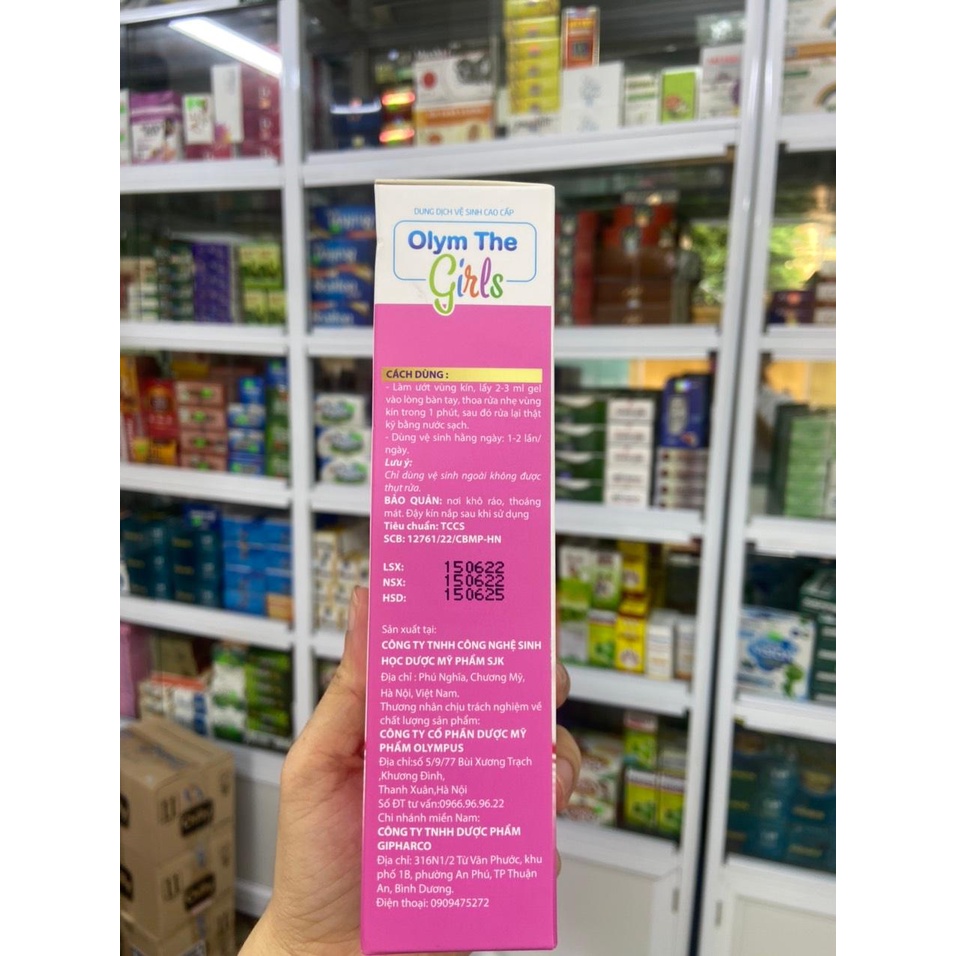 DUNG DỊCH VỆ SINH CAO CẤP
Olym The
Girls
CÁCH DÙNG :
- Làm ướt vùng kín, lấy 2-3 ml gel
vào lòng bàn tay, thoa rửa nhẹ vùng
kín trong 1 phút, sau đó rửa lại thật
kỹ bằng nước sạch.
- Dùng vệ sinh hằng ngày: 1-2 lần/
ngày.
Lưu ý:
Chỉ dùng vệ sinh ngoài không được
thụt rửa.
BẢO QUẢN: nơi khô ráo, thoáng
mát. Đậy kín nắp sau khi sử dụng
Tiêu chuẩn: TCCS
SCB: 12761/22/CBMP-HN
LSX: 150622
NSX: 150622
HSD: 150625
Sản xuất tại:
CÔNG TY TNHH CÔNG NGHỆ SINH
HỌC DƯỢC MỸ PHẨM SJK
Địa chỉ : Phú Nghĩa, Chương Mỹ,
Hà Nội, Việt Nam.
Thương nhân chịu trách nghiệm về
chất lượng sản phẩm:
CÔNG TY CỔ PHẦN DƯỢC MỸ
PHẨM OLYMPUS
Địa chỉ:số 5/9/77 Bùi Xương Trạch
,Khương Đình,
Thanh Xuân,Hà Nội
Số ĐT tư vấn:0966.96.96.22
Chi nhánh miền Nam:
CÔNG TY TNHH DƯỢC PHẨM
GIPHARCO
Địa chỉ: 316N1/2 Từ Văn Phước, khu
phố 1B, phường An Phú, TP Thuận
An, Bình Dương.
Điện thoại: 0909475272